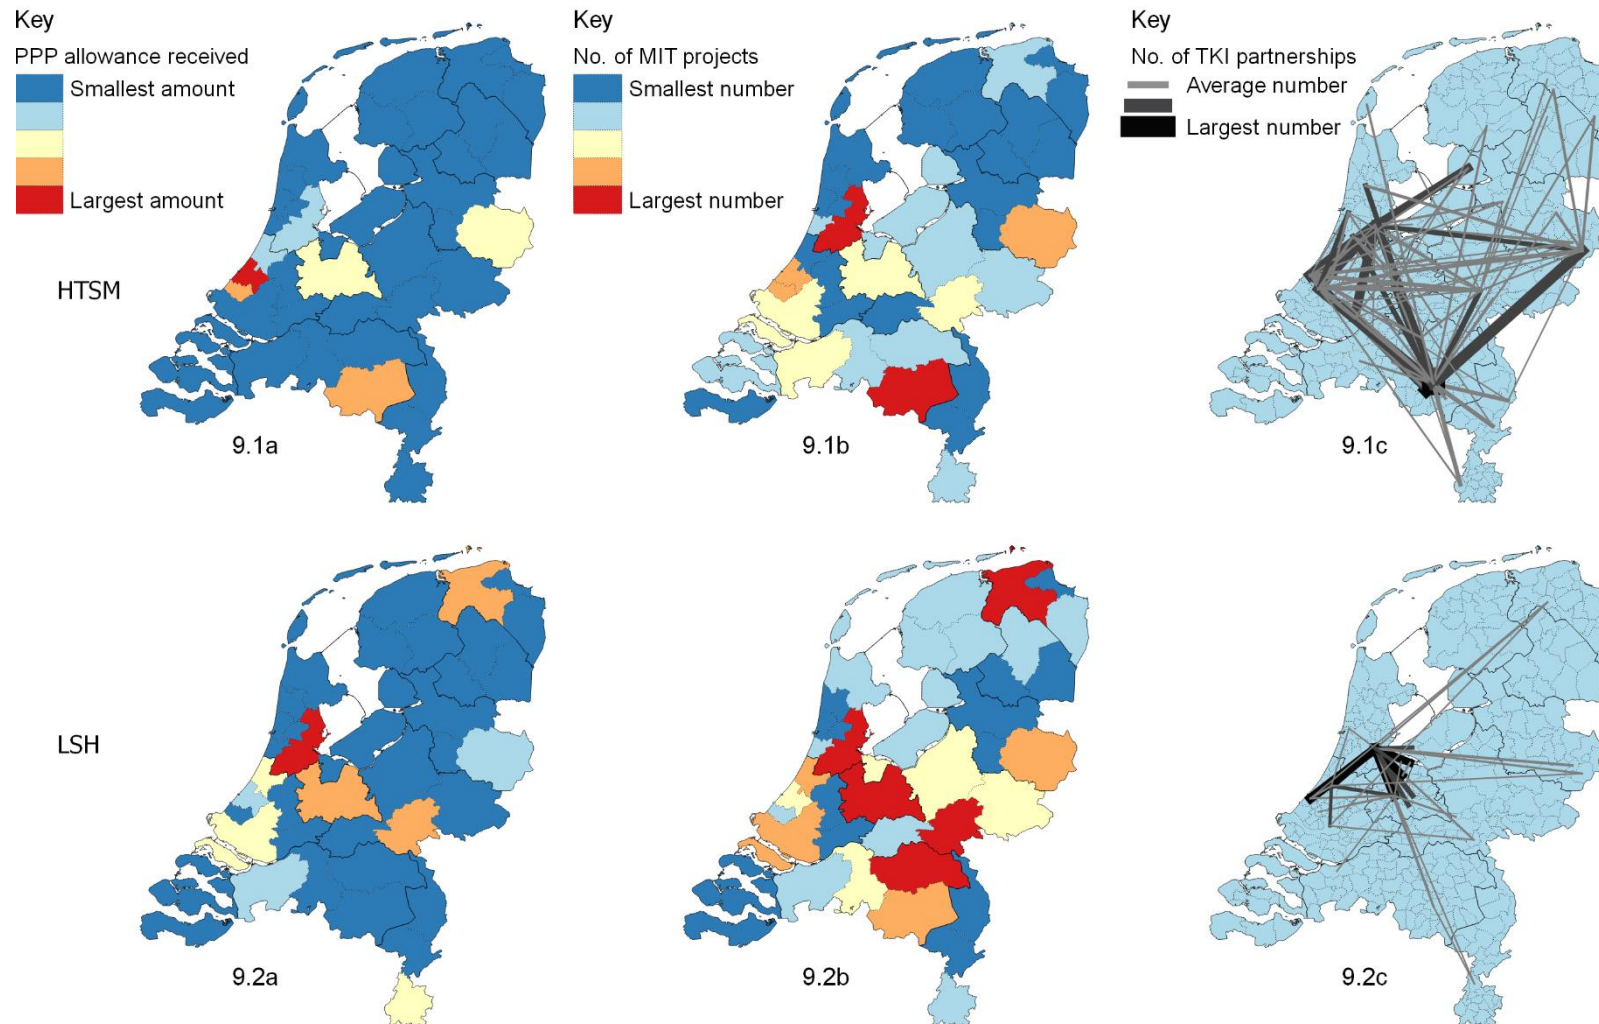 Key
PPP allowance received
Smallest amount
Largest amount
Key
No. of MIT projects
Smallest number
Largest number
Key
No. of TKI partnerships
Average number
Largest number
HTSM
9.1a
9.1b
9.1c
LSH
9.2a
9.2b
9.2c